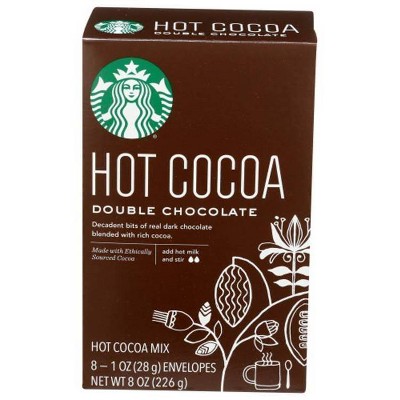 HOT COCOA
DOUBLE CHOCOLATE
HOT COCOA
DOUBLE CHOCOLATE
Decadent bits of real dark chocolate
blended with rich cocoa.
Made with Ethically
Sourced Cocoa
add hot milk
and stir
HOT COCOA MIX
8 – 1 OZ (28 g) ENVELOPES
NET WT 8 OZ (226 g)